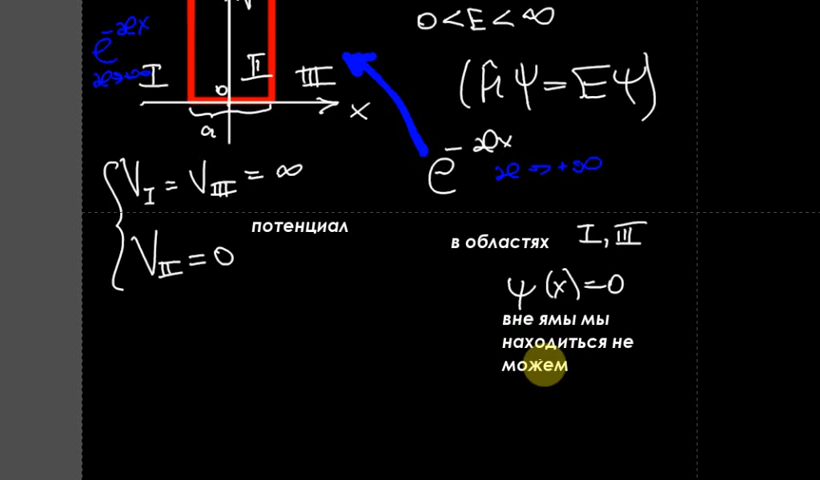 0 < E < ∞
e^{-æx}
æ→∞
I
II
III
0
x
a
(Ĥψ = Eψ)
e^{-æx}
æ → +∞
V_I = V_III = ∞
потенциал
V_II = 0
в областях I, III
ψ(x) = 0
вне ямы мы
находиться не
можем